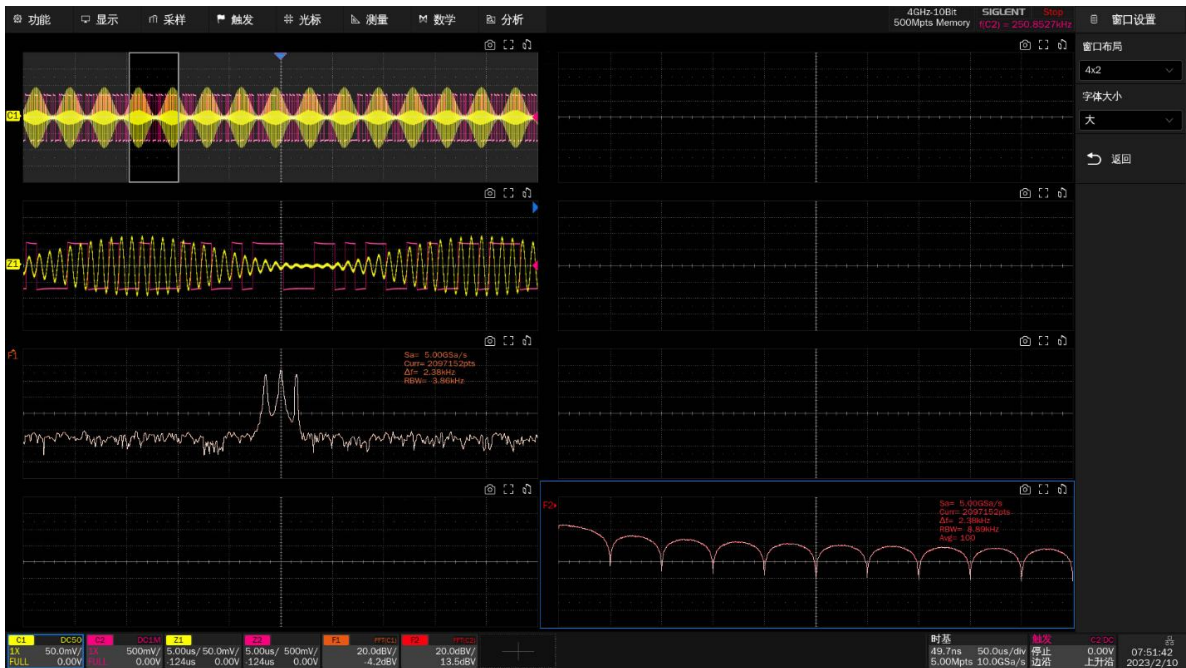 功能 显示 采样 触发 光标 测量 数学 分析
4GHz-10Bit SIGLENT Stop
500Mpts Memory f(C2) = 250.8527kHz
窗口设置
窗口布局
4x2
字体大小
大
返回
C1
Z1
F1
Sa= 5.00GSa/s
Curr= 2097152pts
Δf= 2.38kHz
RBW= 3.86kHz
F2
Sa= 5.00GSa/s
Curr= 2097152pts
Δf= 2.38kHz
RBW= 8.89kHz
Avg= 100
C1 DC50
1X 50.0mV/
FULL 0.00V
C2 DC1M
1X 500mV/
FULL 0.00V
Z1
5.00us/ 50.0mV/
-124us 0.00V
Z2
5.00us/ 500mV/
-124us 0.00V
F1 FFT(C1)
20.0dBV/
-4.2dBV
F2 FFT(C2)
20.0dBV/
13.5dBV
时基
49.7ns 50.0us/div
5.00Mpts 10.0GSa/s
触发 C2 DC
停止 0.00V
边沿 上升沿
07:51:42
2023/2/10